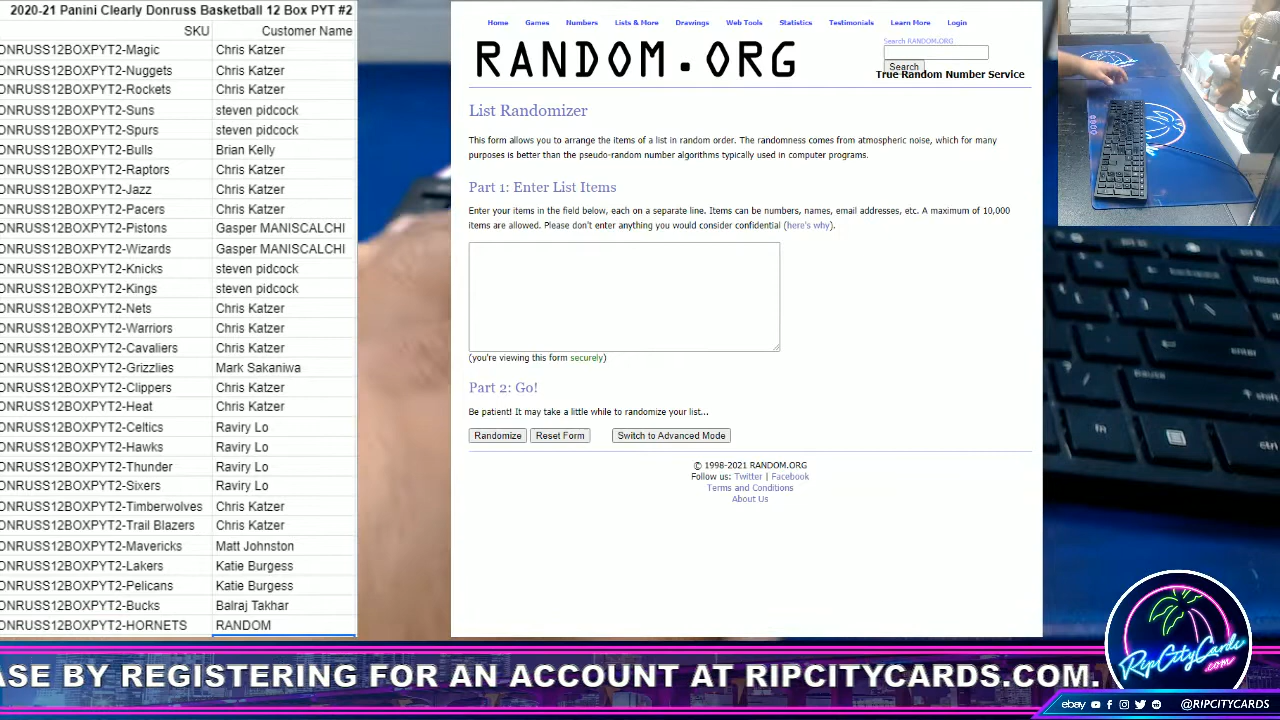 2020-21 Panini Clearly Donruss Basketball 12 Box PYT #2
SKU Customer Name
ONRUSS12BOXPYT2-Magic Chris Katzer
ONRUSS12BOXPYT2-Nuggets Chris Katzer
ONRUSS12BOXPYT2-Rockets Chris Katzer
ONRUSS12BOXPYT2-Suns steven pidcock
ONRUSS12BOXPYT2-Spurs steven pidcock
ONRUSS12BOXPYT2-Bulls Brian Kelly
ONRUSS12BOXPYT2-Raptors Chris Katzer
ONRUSS12BOXPYT2-Jazz Chris Katzer
ONRUSS12BOXPYT2-Pacers Chris Katzer
ONRUSS12BOXPYT2-Pistons Gasper MANISCALCHI
ONRUSS12BOXPYT2-Wizards Gasper MANISCALCHI
ONRUSS12BOXPYT2-Knicks steven pidcock
ONRUSS12BOXPYT2-Kings steven pidcock
ONRUSS12BOXPYT2-Nets Chris Katzer
ONRUSS12BOXPYT2-Warriors Chris Katzer
ONRUSS12BOXPYT2-Cavaliers Chris Katzer
ONRUSS12BOXPYT2-Grizzlies Mark Sakaniwa
ONRUSS12BOXPYT2-Clippers Chris Katzer
ONRUSS12BOXPYT2-Heat Chris Katzer
ONRUSS12BOXPYT2-Celtics Raviry Lo
ONRUSS12BOXPYT2-Hawks Raviry Lo
ONRUSS12BOXPYT2-Thunder Raviry Lo
ONRUSS12BOXPYT2-Sixers Raviry Lo
ONRUSS12BOXPYT2-Timberwolves Chris Katzer
ONRUSS12BOXPYT2-Trail Blazers Chris Katzer
ONRUSS12BOXPYT2-Mavericks Matt Johnston
ONRUSS12BOXPYT2-Lakers Katie Burgess
ONRUSS12BOXPYT2-Pelicans Katie Burgess
ONRUSS12BOXPYT2-Bucks Balraj Takhar
ONRUSS12BOXPYT2-HORNETS RANDOM
Home Games Numbers Lists & More Drawings Web Tools Statistics Testimonials Learn More Login
RANDOM.ORG
Search RANDOM.ORG
Search
True Random Number Service
List Randomizer
This form allows you to arrange the items of a list in random order. The randomness comes from atmospheric noise, which for many
purposes is better than the pseudo-random number algorithms typically used in computer programs.
Part 1: Enter List Items
Enter your items in the field below, each on a separate line. Items can be numbers, names, email addresses, etc. A maximum of 10,000
items are allowed. Please don't enter anything you would consider confidential (here's why).
(you're viewing this form securely)
Part 2: Go!
Be patient! It may take a little while to randomize your list...
Randomize Reset Form Switch to Advanced Mode
© 1998-2021 RANDOM.ORG
Follow us: Twitter | Facebook
Terms and Conditions
About Us
enter
ctrl
ASE BY REGISTERING FOR AN ACCOUNT AT RIPCITYCARDS.COM.
RipCityCards
.com
ebay @RIPCITYCARDS